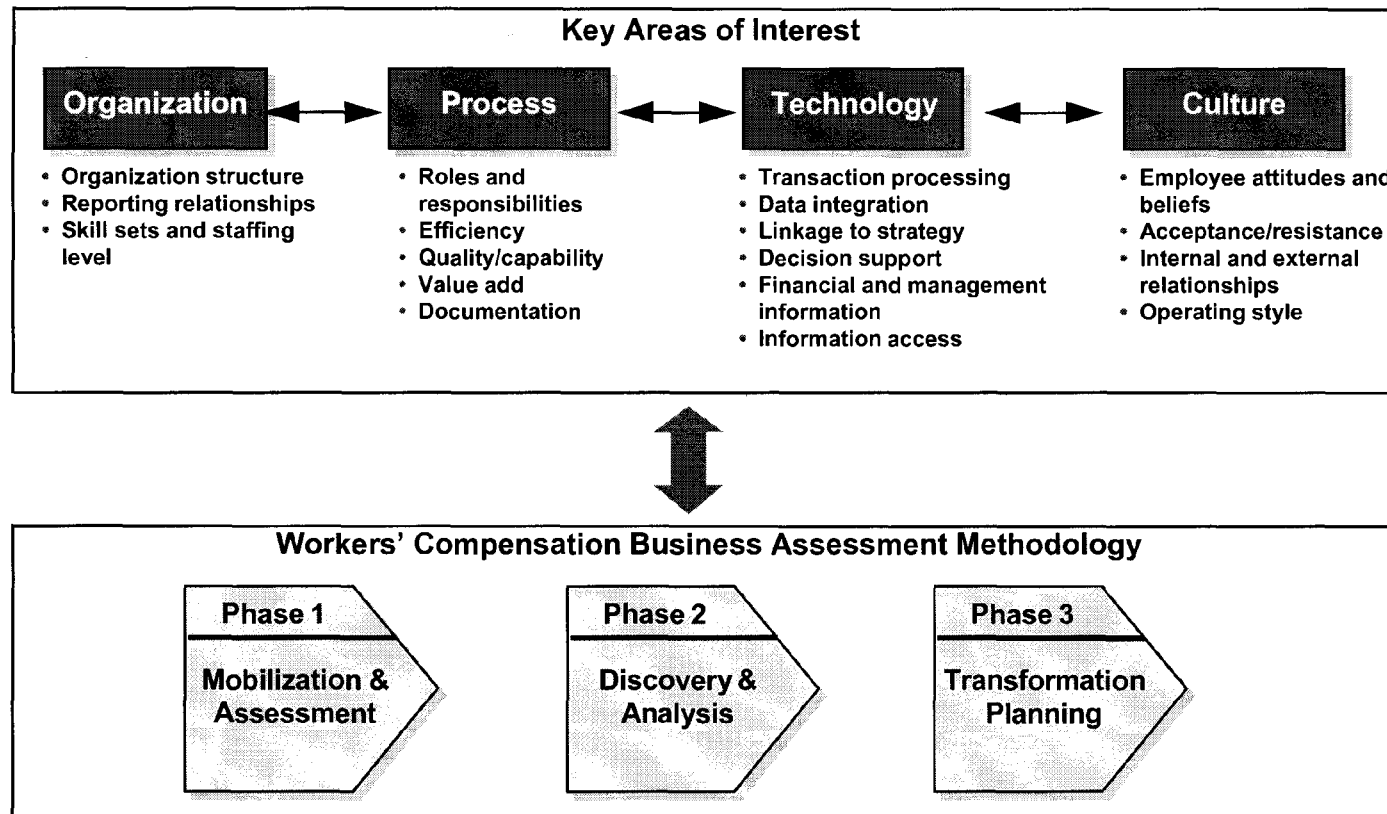 Key Areas of Interest
Organization
Process
Technology
Culture
• Organization structure
• Reporting relationships
• Skill sets and staffing
level
• Roles and
responsibilities
• Efficiency
• Quality/capability
• Value add
• Documentation
• Transaction processing
• Data integration
• Linkage to strategy
• Decision support
• Financial and management
information
• Information access
• Employee attitudes and
beliefs
• Acceptance/resistance
• Internal and external
relationships
• Operating style
Workers' Compensation Business Assessment Methodology
Phase 1
Mobilization &
Assessment
Phase 2
Discovery &
Analysis
Phase 3
Transformation
Planning